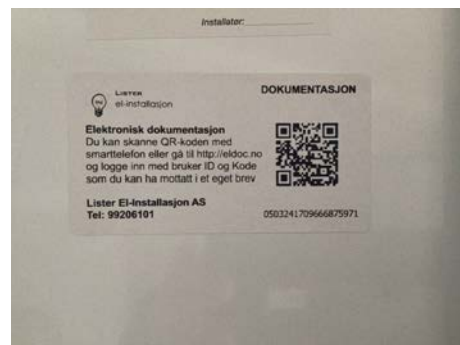 Installatør:
LISTER
el-installasjon
DOKUMENTASJON
Elektronisk dokumentasjon
Du kan skanne QR-koden med
smarttelefon eller gå til http://eldoc.no
og logge inn med bruker ID og Kode
som du kan ha mottatt i et eget brev
Lister El-Installasjon AS
Tel: 99206101
0503241709666875971